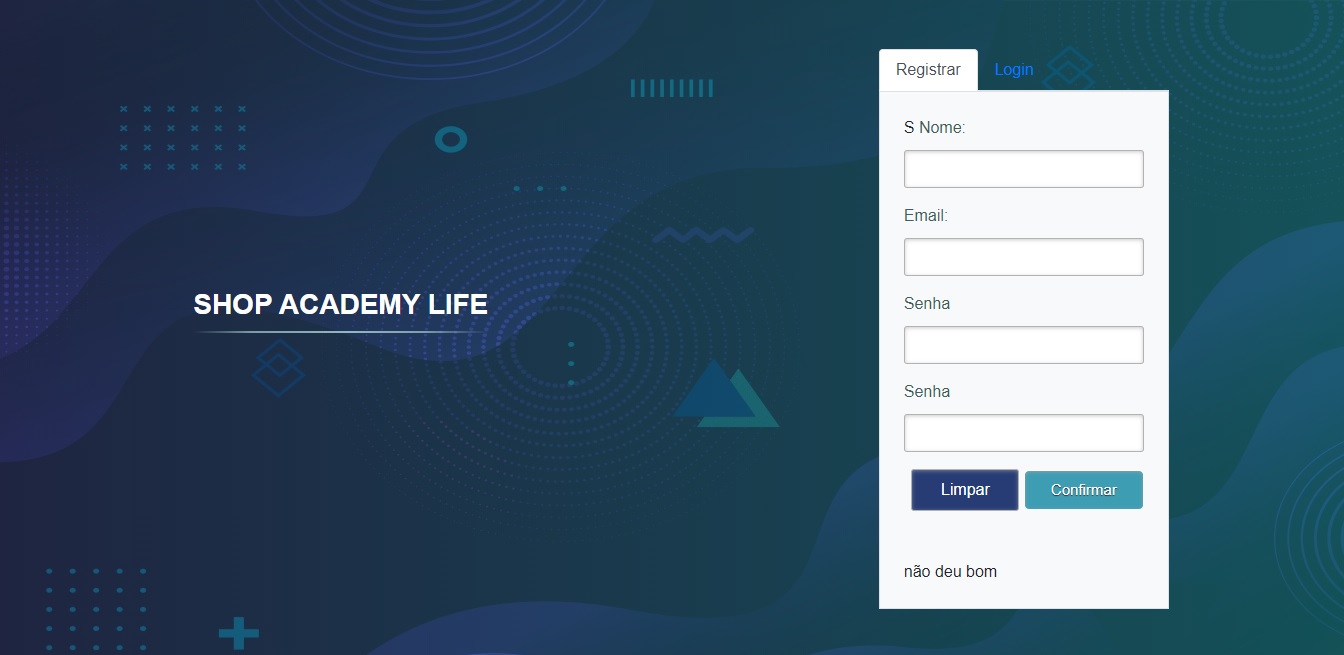 Registrar Login
S Nome:
Email:
SHOP ACADEMY LIFE
Senha
Senha
Limpar Confirmar
não deu bom